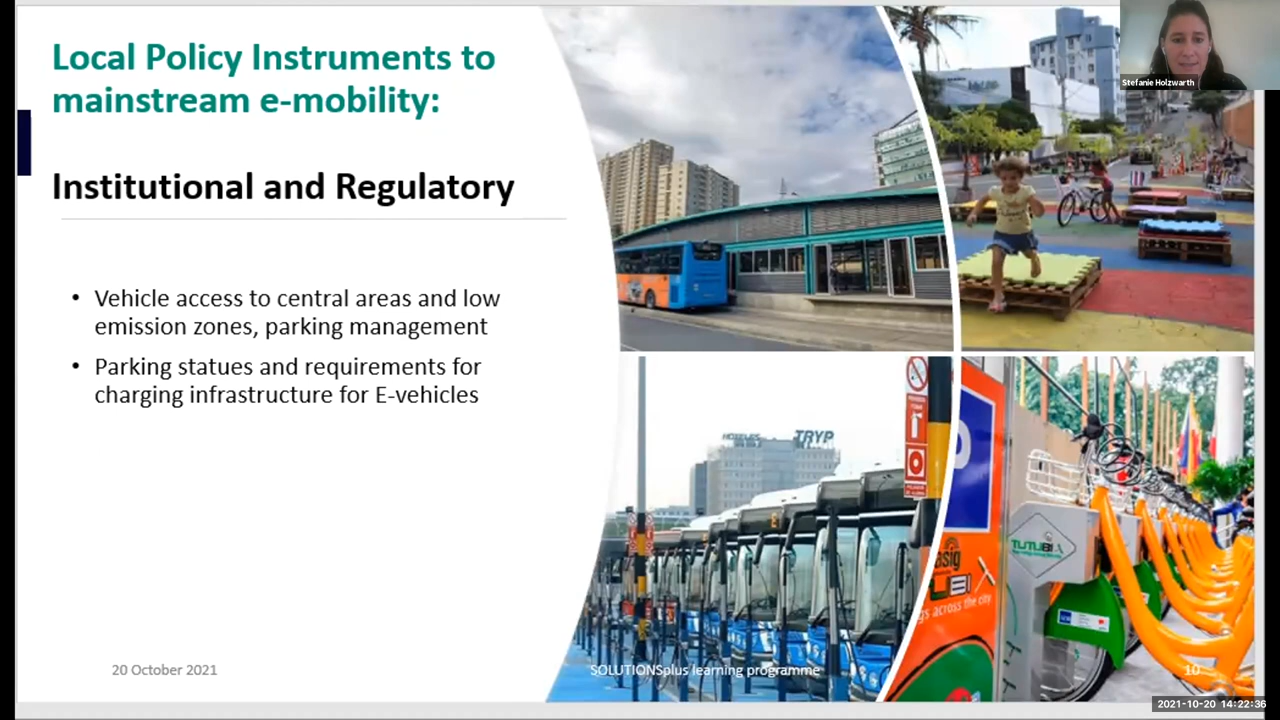 Local Policy Instruments to
mainstream e-mobility:
Institutional and Regulatory
• Vehicle access to central areas and low
emission zones, parking management
• Parking statues and requirements for
charging infrastructure for E-vehicles
Stefanie Holzwarth
TRYP
TUTUBI
20 October 2021
SOLUTIONSplus learning programme
10
2021-10-20 14:22:36